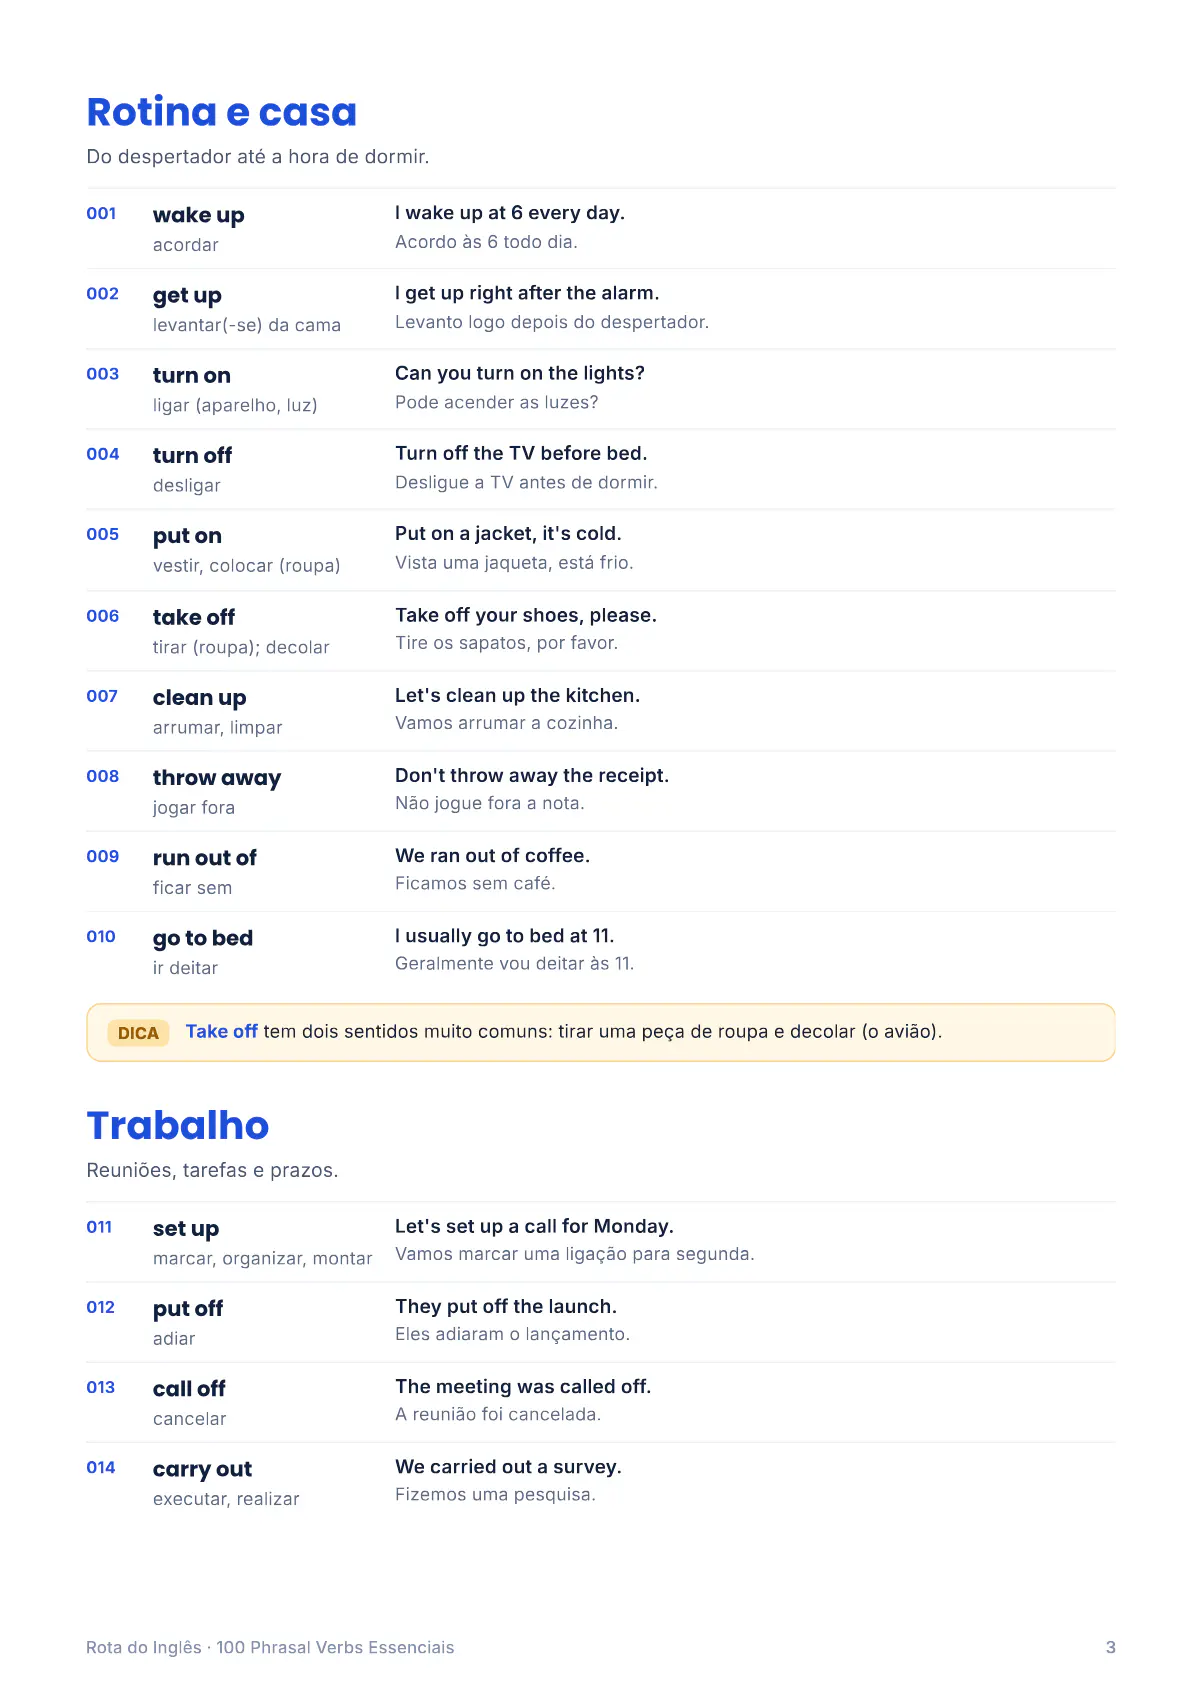 Rotina e casa
Do despertador até a hora de dormir.
001 wake up I wake up at 6 every day.
acordar Acordo às 6 todo dia.
002 get up I get up right after the alarm.
levantar(-se) da cama Levanto logo depois do despertador.
003 turn on Can you turn on the lights?
ligar (aparelho, luz) Pode acender as luzes?
004 turn off Turn off the TV before bed.
desligar Desligue a TV antes de dormir.
005 put on Put on a jacket, it's cold.
vestir, colocar (roupa) Vista uma jaqueta, está frio.
006 take off Take off your shoes, please.
tirar (roupa); decolar Tire os sapatos, por favor.
007 clean up Let's clean up the kitchen.
arrumar, limpar Vamos arrumar a cozinha.
008 throw away Don't throw away the receipt.
jogar fora Não jogue fora a nota.
009 run out of We ran out of coffee.
ficar sem Ficamos sem café.
010 go to bed I usually go to bed at 11.
ir deitar Geralmente vou deitar às 11.
DICA Take off tem dois sentidos muito comuns: tirar uma peça de roupa e decolar (o avião).
Trabalho
Reuniões, tarefas e prazos.
011 set up Let's set up a call for Monday.
marcar, organizar, montar Vamos marcar uma ligação para segunda.
012 put off They put off the launch.
adiar Eles adiaram o lançamento.
013 call off The meeting was called off.
cancelar A reunião foi cancelada.
014 carry out We carried out a survey.
executar, realizar Fizemos uma pesquisa.
Rota do Inglês · 100 Phrasal Verbs Essenciais 3